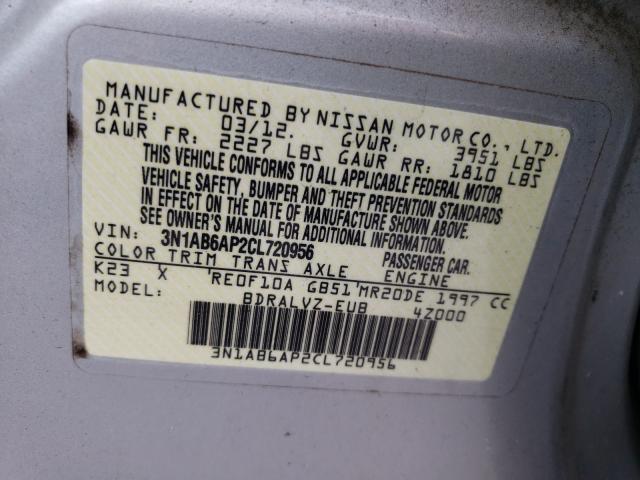 MANUFACTURED BY NISSAN MOTOR CO., LTD.
DATE: 03/12. GVWR: 3951 LBS
GAWR FR: 2227 LBS GAWR RR: 1810 LBS
THIS VEHICLE CONFORMS TO ALL APPLICABLE FEDERAL MOTOR
VEHICLE SAFETY, BUMPER AND THEFT PREVENTION STANDARDS
IN EFFECT ON THE DATE OF MANUFACTURE SHOWN ABOVE.
SEE OWNER'S MANUAL FOR ADDITIONAL INFORMATION.
VIN: 3N1AB6AP2CL720956 PASSENGER CAR.
COLOR TRIM TRANS AXLE ENGINE
K23 X RE0F10A GB51 MR20DE 1997 CC
MODEL: BDRALVZ-EUB 4Z000
3N1AB6AP2CL720956